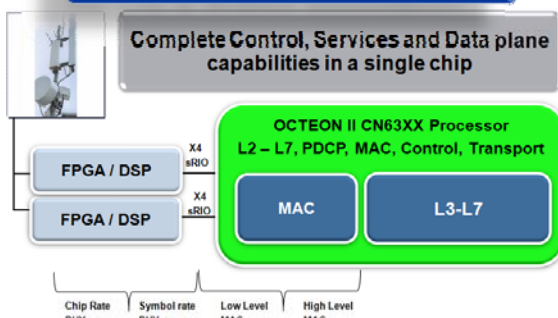 Complete Control, Services and Data plane
capabilities in a single chip
OCTEON II CN63XX Processor
L2 – L7, PDCP, MAC, Control, Transport
X4
sRIO
FPGA / DSP
X4
sRIO
FPGA / DSP
MAC
L3-L7
Chip Rate
Symbol rate
Low Level
High Level